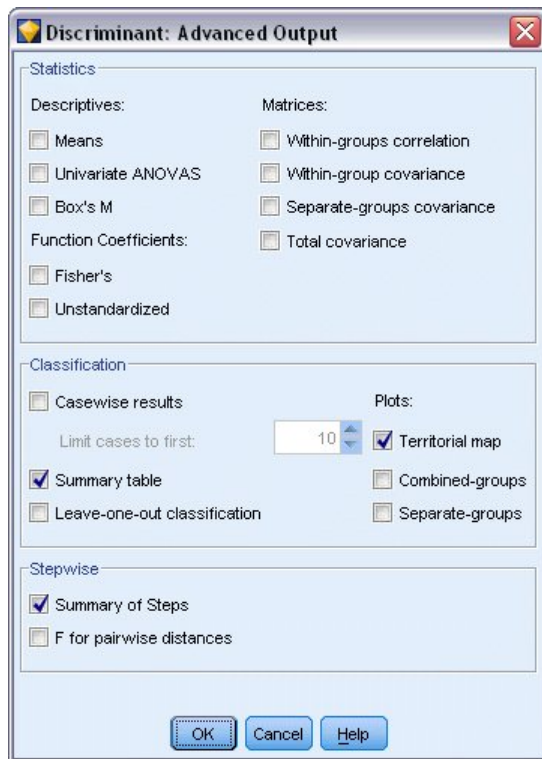 Discriminant: Advanced Output
Statistics
Descriptives:
Means
Univariate ANOVAS
Box's M
Function Coefficients:
Fisher's
Unstandardized
Matrices:
Within-groups correlation
Within-group covariance
Separate-groups covariance
Total covariance
Classification
Casewise results
Limit cases to first: 10
Summary table
Leave-one-out classification
Plots:
Territorial map
Combined-groups
Separate-groups
Stepwise
Summary of Steps
F for pairwise distances
OK Cancel Help